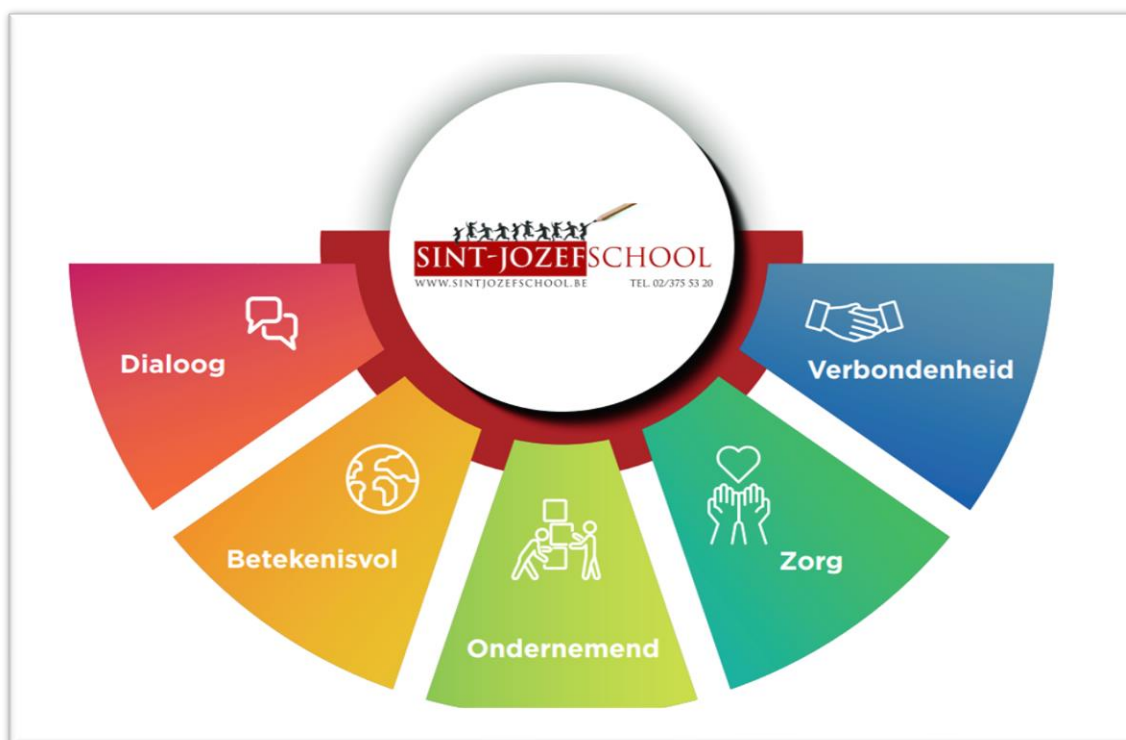 SINT-JOZEFSCHOOL
WWW.SINTJOZEFSCHOOL.BE TEL. 02/375 53 20
Dialoog
Betekenisvol
Ondernemend
Zorg
Verbondenheid